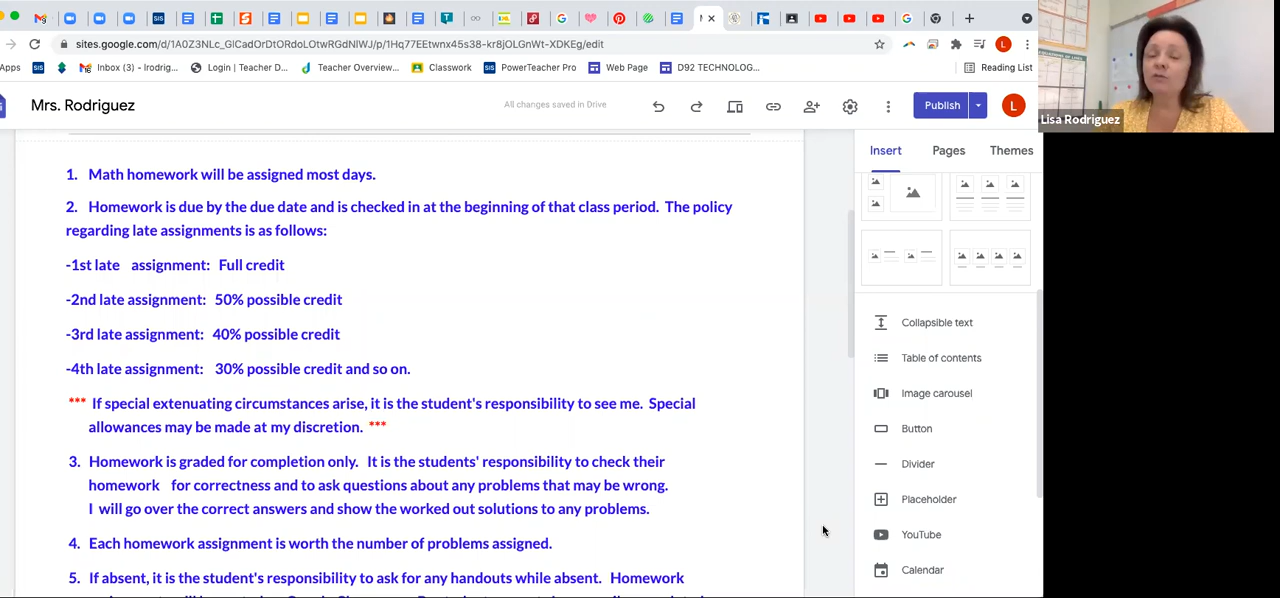 sites.google.com/d/1A0Z3NLc_GlCadOrDtORdoLOtwRGdNIWJ/p/1Hq77EEtwnx45s38-kr8jOLGnWt-XDKEg/edit
Apps
SIS
Inbox (3) - lrodrig...
Login | Teacher D...
Teacher Overview...
Classwork
SIS
PowerTeacher Pro
Web Page
D92 TECHNOLOG...
Reading List
Lisa Rodriguez
Mrs. Rodriguez
All changes saved in Drive
Publish
L
Insert
Pages
Themes
1. Math homework will be assigned most days.
2. Homework is due by the due date and is checked in at the beginning of that class period. The policy
regarding late assignments is as follows:
-1st late assignment: Full credit
-2nd late assignment: 50% possible credit
-3rd late assignment: 40% possible credit
-4th late assignment: 30% possible credit and so on.
*** If special extenuating circumstances arise, it is the student's responsibility to see me. Special
allowances may be made at my discretion. ***
3. Homework is graded for completion only. It is the students' responsibility to check their
homework for correctness and to ask questions about any problems that may be wrong.
I will go over the correct answers and show the worked out solutions to any problems.
4. Each homework assignment is worth the number of problems assigned.
5. If absent, it is the student's responsibility to ask for any handouts while absent. Homework
Collapsible text
Table of contents
Image carousel
Button
Divider
Placeholder
YouTube
Calendar